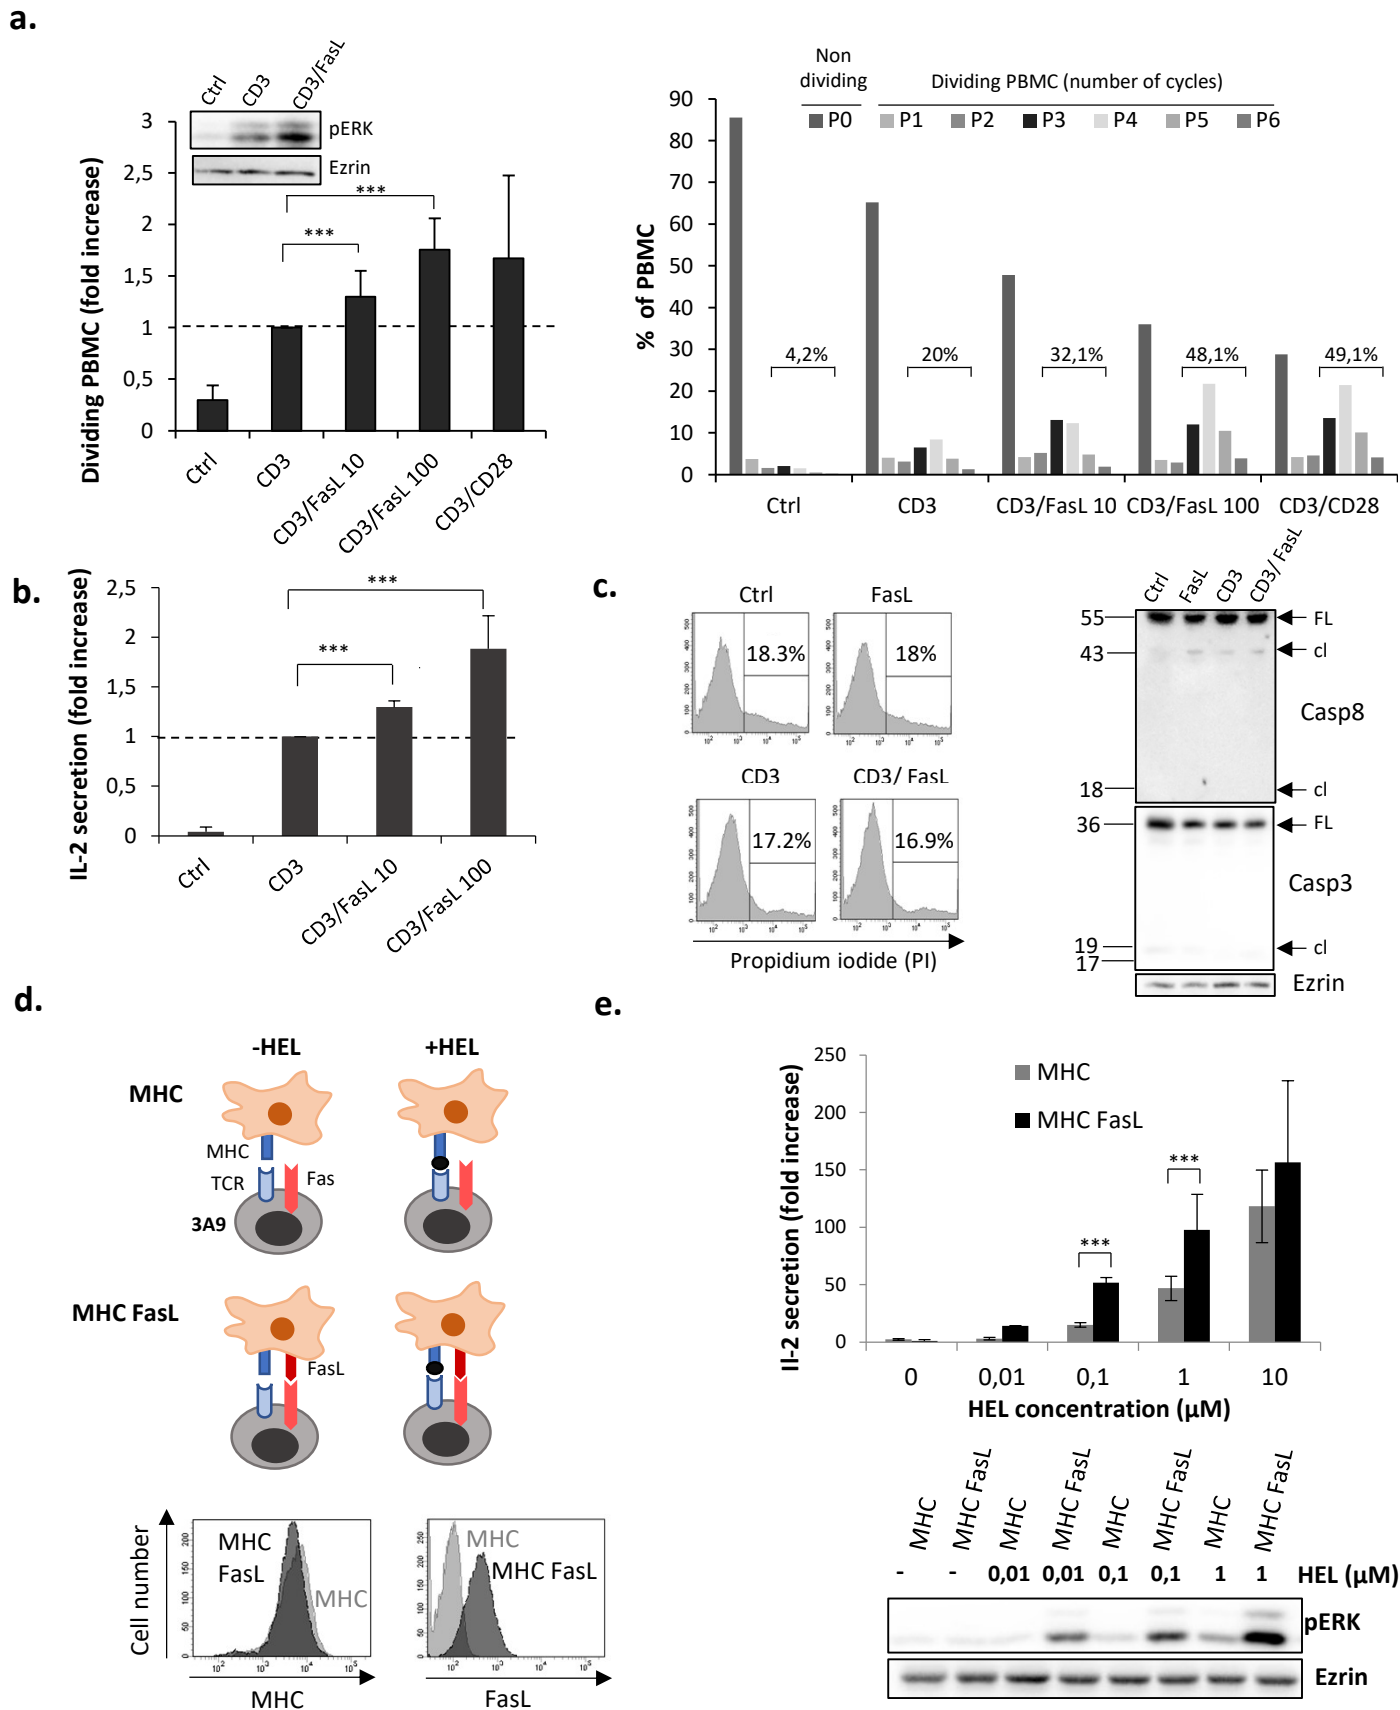 a.
Ctrl
CD3
CD3/FasL
pERK
Ezrin
Dividing PBMC (fold increase)
3
2,5
2
1,5
1
0,5
0
***
***
Ctrl
CD3
CD3/FasL 10
CD3/FasL 100
CD3/CD28
Non dividing
Dividing PBMC (number of cycles)
P0 P1 P2 P3 P4 P5 P6
% of PBMC
90
80
70
60
50
40
30
20
10
0
4,2%
20%
32,1%
48,1%
49,1%
Ctrl
CD3
CD3/FasL 10
CD3/FasL 100
CD3/CD28
b.
IL-2 secretion (fold increase)
2,5
2
1,5
1
0,5
0
***
***
Ctrl
CD3
CD3/FasL 10
CD3/FasL 100
c.
Ctrl
FasL
18.3%
18%
CD3
CD3/ FasL
17.2%
16.9%
Propidium iodide (PI)
Ctrl
FasL
CD3
CD3/ FasL
55
FL
43
cl
Casp8
18
cl
36
FL
Casp3
19
cl
17
Ezrin
d.
-HEL
+HEL
MHC
MHC
TCR
Fas
3A9
MHC FasL
FasL
Cell number
MHC FasL
MHC
MHC
MHC
MHC FasL
FasL
e.
Il-2 secretion (fold increase)
250
200
150
100
50
0
MHC
MHC FasL
***
***
0
0,01
0,1
1
10
HEL concentration (µM)
MHC
MHC FasL
MHC
MHC FasL
MHC
MHC FasL
MHC
MHC FasL
- - 0,01 0,01 0,1 0,1 1 1 HEL (µM)
pERK
Ezrin